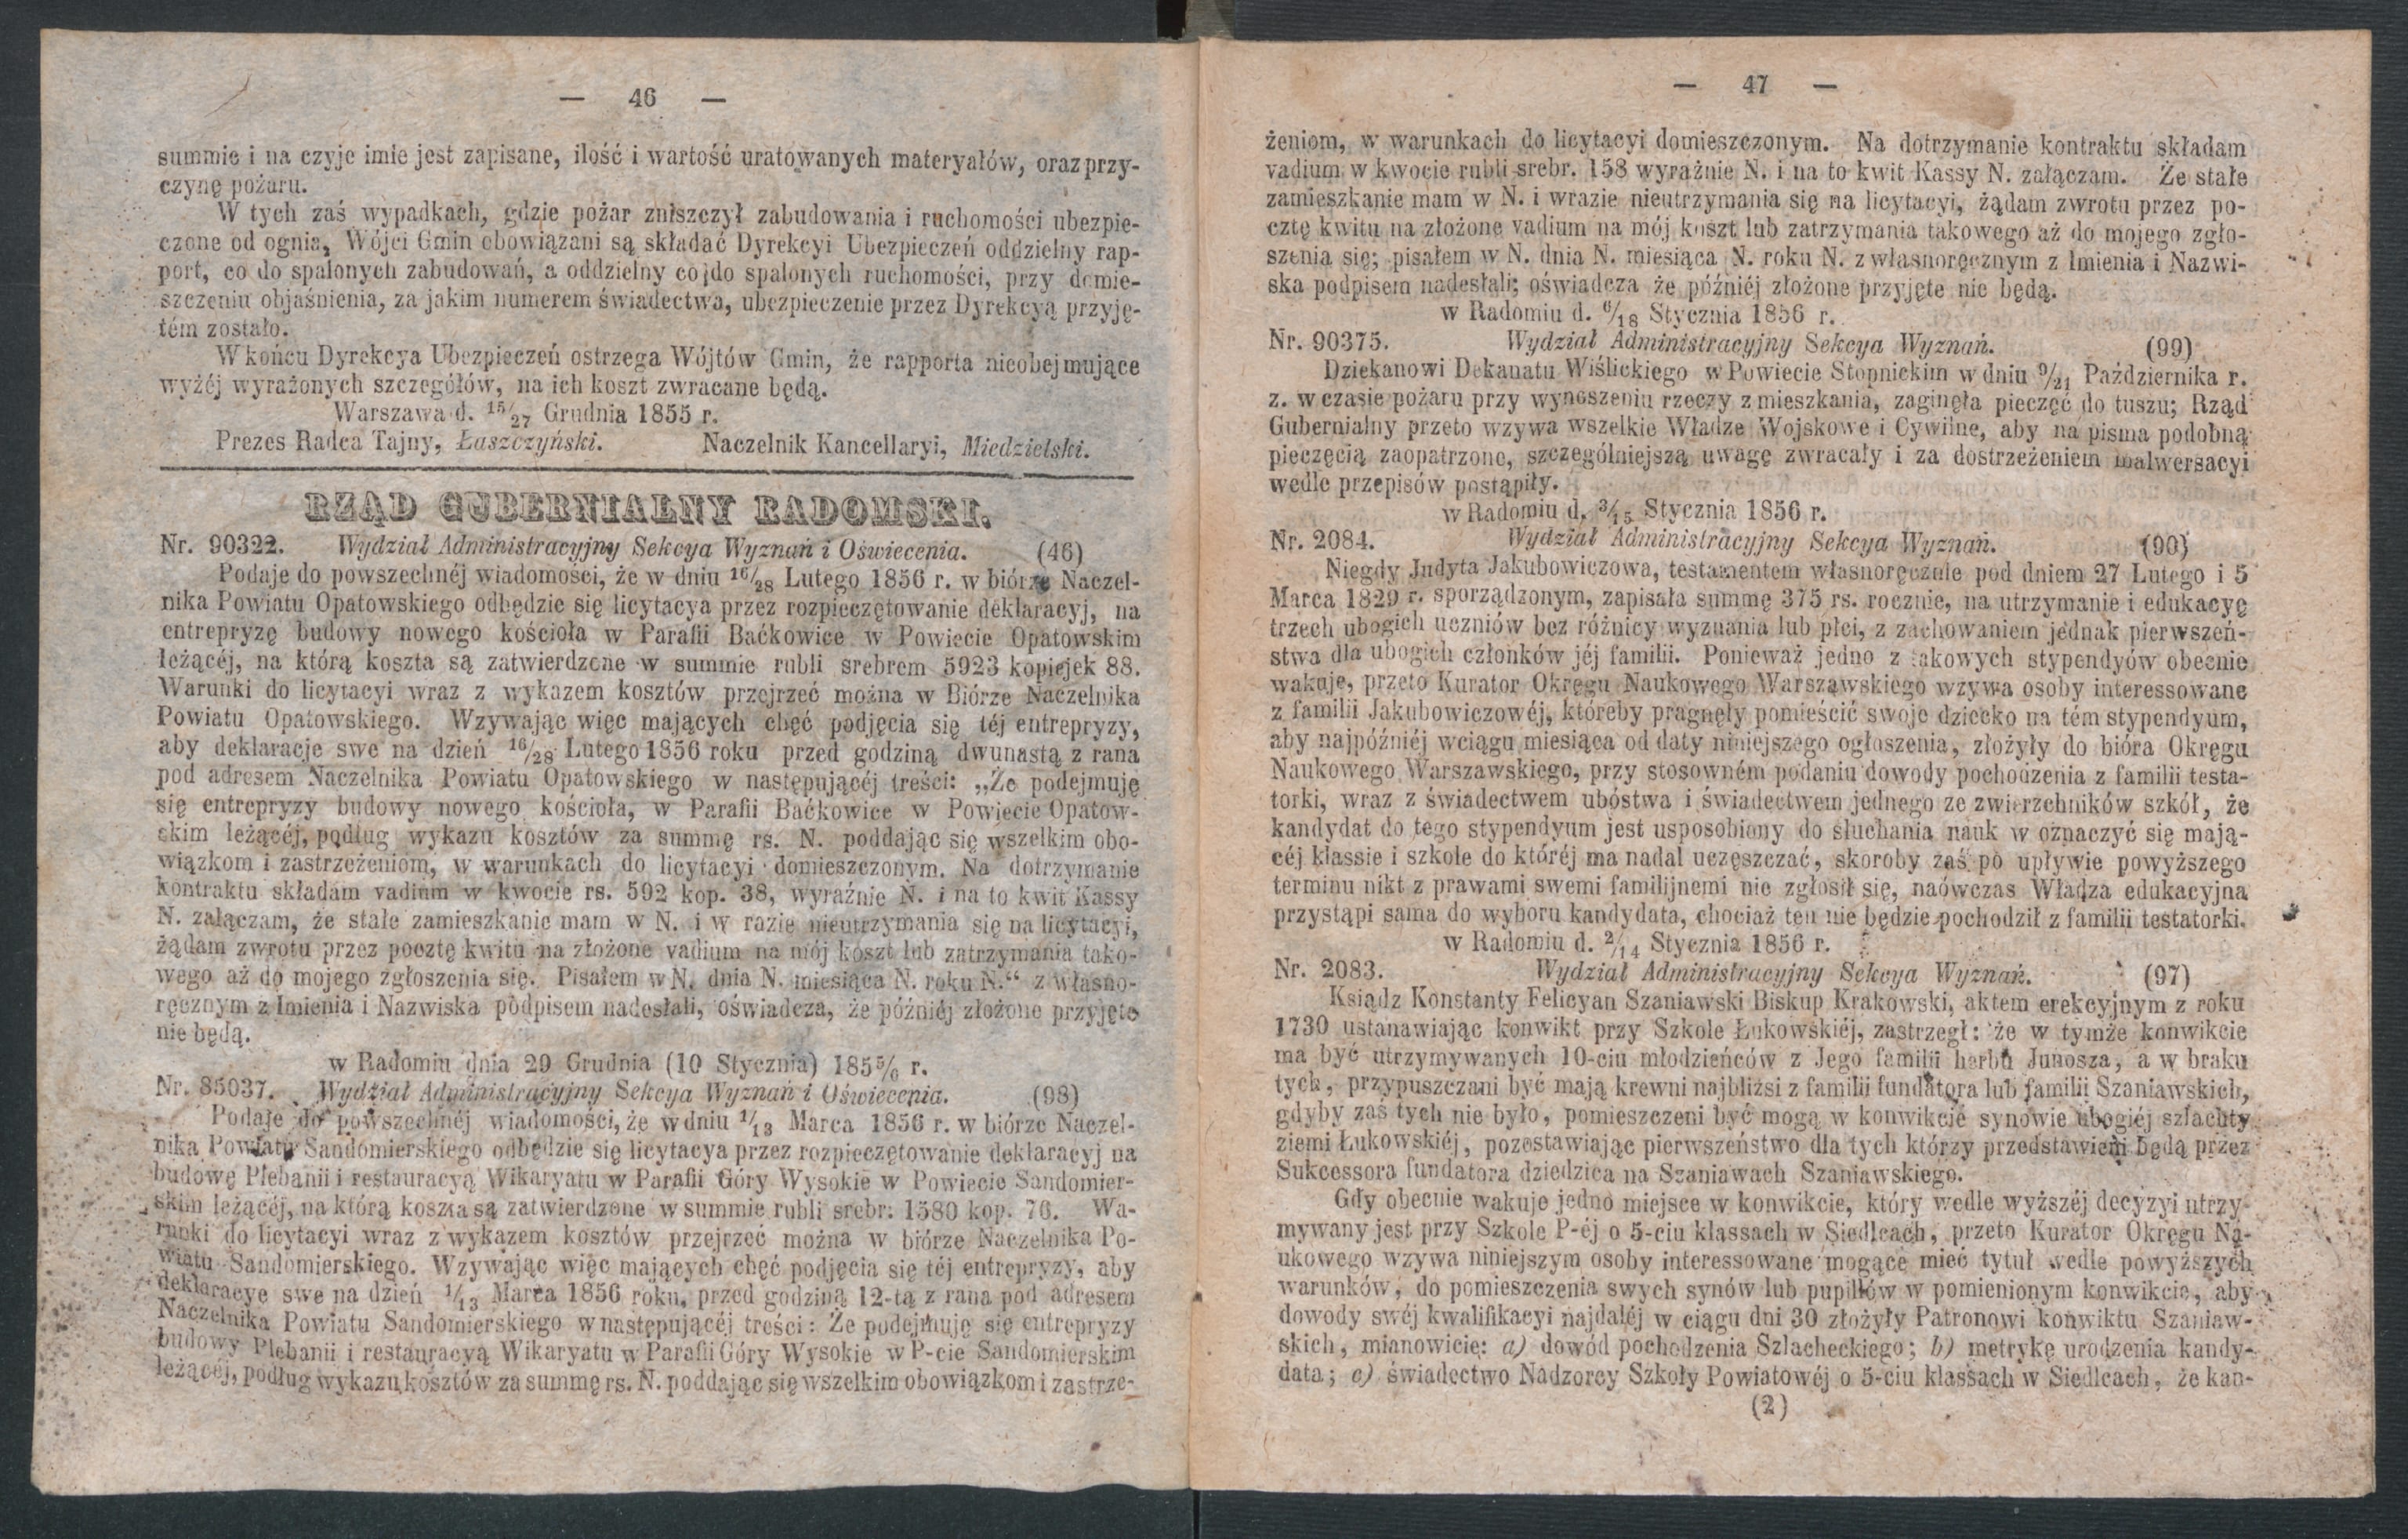 — 46 —
summie i na czyje imie jest zapisane, ilość i wartość uratowanych materyałów, oraz przy-
czynę pożaru.
W tych zaś wypadkach, gdzie pożar zniszczył zabudowania i ruchomości ubezpie-
czone od ognia, Wójci Gmin obowiązani są składać Dyrekcyi Ubezpieczeń oddzielny rap-
port, co do spalonych zabudowań, a oddzielny co do spalonych ruchomości, przy domie-
szczeniu objaśnienia, za jakim numerem świadectwa, ubezpieczenie przez Dyrekcyą przyję-
tém zostało.
W końcu Dyrekcya Ubezpieczeń ostrzega Wójtów Gmin, że rapporta nieobejmujące
wyżéj wyrażonych szczegółów, na ich koszt zwracane będą.
Warszawa d. 15/27 Grudnia 1855 r.
Prezes Radca Tajny, Łaszczyński. Naczelnik Kancellaryi, Miedzielski.
RZĄD GUBERNIALNY RADOMSKI.
Nr. 90322. Wydział Administracyjny Sekcya Wyznań i Oświecenia. (46)
Podaje do powszechnéj wiadomości, że w dniu 16/28 Lutego 1856 r. w biórze Naczel-
nika Powiatu Opatowskiego odbędzie się licytacya przez rozpieczętowanie deklaracyj, na
entrepryzę budowy nowego kościoła w Parafii Baćkowice w Powiecie Opatowskim
leżącéj, na którą koszta są zatwierdzone w summie rubli srebrem 5923 kopiejek 88.
Warunki do licytacyi wraz z wykazem kosztów przejrzeć można w Biórze Naczelnika
Powiatu Opatowskiego. Wzywając więc mających chęć podjęcia się téj entrepryzy,
aby deklaracje swe na dzień 16/28 Lutego 1856 roku przed godziną dwunastą z rana
pod adresem Naczelnika Powiatu Opatowskiego w następującéj treści: „Że podejmuję
się entrepryzy budowy nowego kościoła, w Parafii Baćkowice w Powiecie Opatow-
skim leżącéj, podług wykazu kosztów za summę rs. N. poddając się wszelkim obo-
wiązkom i zastrzeżeniom, w warunkach do licytacyi domieszczonym. Na dotrzymanie
kontraktu składam vadium w kwocie rs. 592 kop. 38, wyraźnie N. i na to kwit Kassy
N. załączam, że stałe zamieszkanie mam w N. i w razie nieutrzymania się na licytacyi,
żądam zwrotu przez pocztę kwitu na złożone vadium na mój koszt lub zatrzymania tako-
wego aż do mojego zgłoszenia się. Pisałem w N. dnia N. miesiąca N. roku N.“ z własno-
ręcznym z Imienia i Nazwiska podpisem nadesłali, oświadcza, że późniéj złożone przyjęte
nie będą.
w Radomiu dnia 29 Grudnia (10 Stycznia) 1855/6 r.
Nr. 85037. Wydział Administracyjny Sekcya Wyznań i Oświecenia. (98)
Podaje do powszechnéj wiadomości, że w dniu 1/13 Marca 1856 r. w biórze Naczel-
nika Powiatu Sandomierskiego odbędzie się licytacya przez rozpieczętowanie deklaracyj na
budowę Plebanii i restauracyą Wikaryatu w Parafii Góry Wysokie w Powiecie Sandomier-
skim leżącéj, na którą koszta są zatwierdzone w summie rubli srebr. 1580 kop. 76. Wa-
runki do licytacyi wraz z wykazem kosztów przejrzeć można w biórze Naczelnika Po-
wiatu Sandomierskiego. Wzywając więc mających chęć podjęcia się téj entrepryzy, aby
deklaracye swe na dzień 1/13 Marca 1856 roku, przed godziną 12-tą z rana pod adresem
Naczelnika Powiatu Sandomierskiego w następującéj treści: Że podejmuję się entrepryzy
budowy Plebanii i restauracyą Wikaryatu w Parafii Góry Wysokie w P-cie Sandomierskim
leżącéj, podług wykazu kosztów za summę rs. N. poddając się wszelkim obowiązkom i zastrze-
— 47 —
żeniom, w warunkach do licytacyi domieszczonym. Na dotrzymanie kontraktu składam
vadium w kwocie rubli srebr. 158 wyraźnie N. i na to kwit Kassy N. załączam. Że stałe
zamieszkanie mam w N. i wrazie nieutrzymania się na licytacyi, żądam zwrotu przez po-
cztę kwitu na złożone vadium na mój koszt lub zatrzymania takowego aż do mojego zgło-
szenia się; pisałem w N. dnia N. miesiąca N. roku N. z własnoręcznym z Imienia i Nazwi-
ska podpisem nadesłali; oświadcza że późniéj złożone przyjęte nie będą.
w Radomiu d. 6/18 Stycznia 1856 r.
Nr. 90375. Wydział Administracyjny Sekcya Wyznań. (99)
Dziekanowi Dekanatu Wiślickiego w Powiecie Stopnickim w dniu 9/21 Października r.
z. w czasie pożaru przy wynoszeniu rzeczy z mieszkania, zaginęła pieczęć do tuszu; Rząd
Gubernialny przeto wzywa wszelkie Władze Wojskowe i Cywilne, aby na pisma podobną
pieczęcią zaopatrzone, szczególniejszą uwagę zwracały i za dostrzeżeniem malwersacyi
wedle przepisów postąpiły.
w Radomiu d. 3/15 Stycznia 1856 r.
Nr. 2084. Wydział Administracyjny Sekcya Wyznań. (90)
Niegdy Judyta Jakubowiczowa, testamentem własnoręcznie pod dniem 27 Lutego i 5
Marca 1829 r. sporządzonym, zapisała summę 375 rs. rocznie, na utrzymanie i edukacyę
trzech ubogich uczniów bez różnicy wyznania lub płci, z zachowaniem jednak pierwszeń-
stwa dla ubogich członków jéj familii. Ponieważ jedno z takowych stypendyów obecnie
wakuje, przeto Kurator Okręgu Naukowego Warszawskiego wzywa osoby interessowane
z familii Jakubowiczowéj, któreby pragnęły pomieścić swoje dziecko na tém stypendyum,
aby najpóźniéj wciągu miesiąca od daty niniejszego ogłoszenia, złożyły do bióra Okręgu
Naukowego Warszawskiego, przy stosowném podaniu dowody pochodzenia z familii testa-
torki, wraz z świadectwem ubóstwa i świadectwem jednego ze zwierzchników szkół, że
kandydat do tego stypendyum jest usposobiony do słuchania nauk w oznaczyć się mają-
céj klassie i szkole do któréj ma nadal uczęszczać, skoroby zaś po upływie powyższego
terminu nikt z prawami swemi familijnemi nie zgłosił się, naówczas Władza edukacyjna
przystąpi sama do wyboru kandydata, chociaż ten nie będzie pochodził z familii testatorki.
w Radomiu d. 2/14 Stycznia 1856 r.
Nr. 2083. Wydział Administracyjny Sekcya Wyznań. (97)
Ksiądz Konstanty Felicyan Szaniawski Biskup Krakowski, aktem erekcyjnym z roku
1730 ustanawiając konwikt przy Szkole Łukowskiéj, zastrzegł: że w tymże konwikcie
ma być utrzymywanych 10-ciu młodzieńców z Jego familii herbu Junosza, a w braku
tych, przypuszczani być mają krewni najbliżsi z familii fundatora lub familii Szaniawskich,
gdyby zaś tych nie było, pomieszczeni być mogą w konwikcie synowie ubogiéj szlachty
ziemi Łukowskiéj, pozostawiając pierwszeństwo dla tych którzy przedstawieni będą przez
Sukcessora fundatora dziedzica na Szaniawach Szaniawskiego.
Gdy obecnie wakuje jedno miejsce w konwikcie, który wedle wyższéj decyzyi utrzy-
mywany jest przy Szkole P-éj o 5-ciu klassach w Siedlcach, przeto Kurator Okręgu Na-
ukowego wzywa niniejszym osoby interessowane mogące mieć tytuł wedle powyższych
warunków, do pomieszczenia swych synów lub pupillów w pomienionym konwikcie, aby
dowody swéj kwalifikacyi najdaléj w ciągu dni 30 złożyły Patronowi konwiktu Szaniaw-
skich, mianowicie: a) dowód pochodzenia Szlacheckiego; b) metrykę urodzenia kandy-
data; c) świadectwo Nadzorcy Szkoły Powiatowéj o 5-ciu klassach w Siedlcach, że kan-
(2)